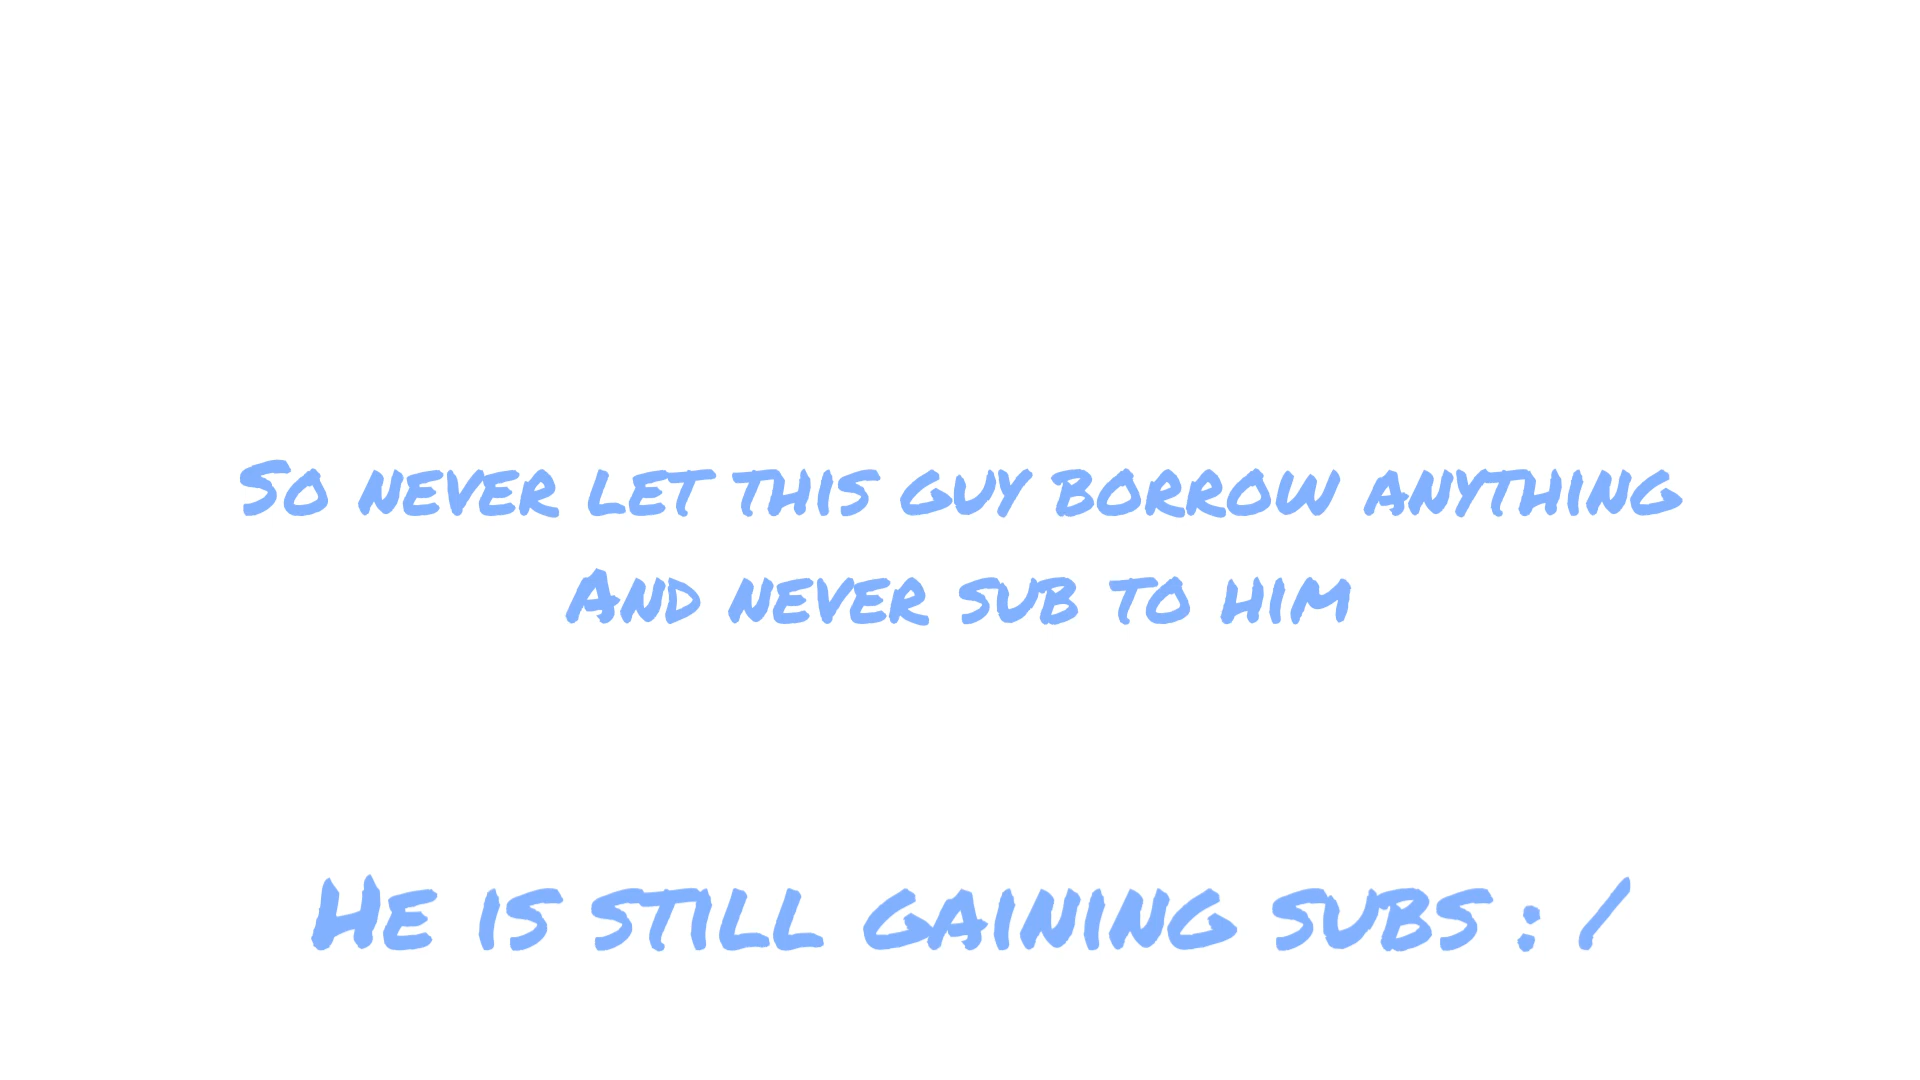 So never let this guy borrow anything
And never sub to him
He is still gaining subs : /